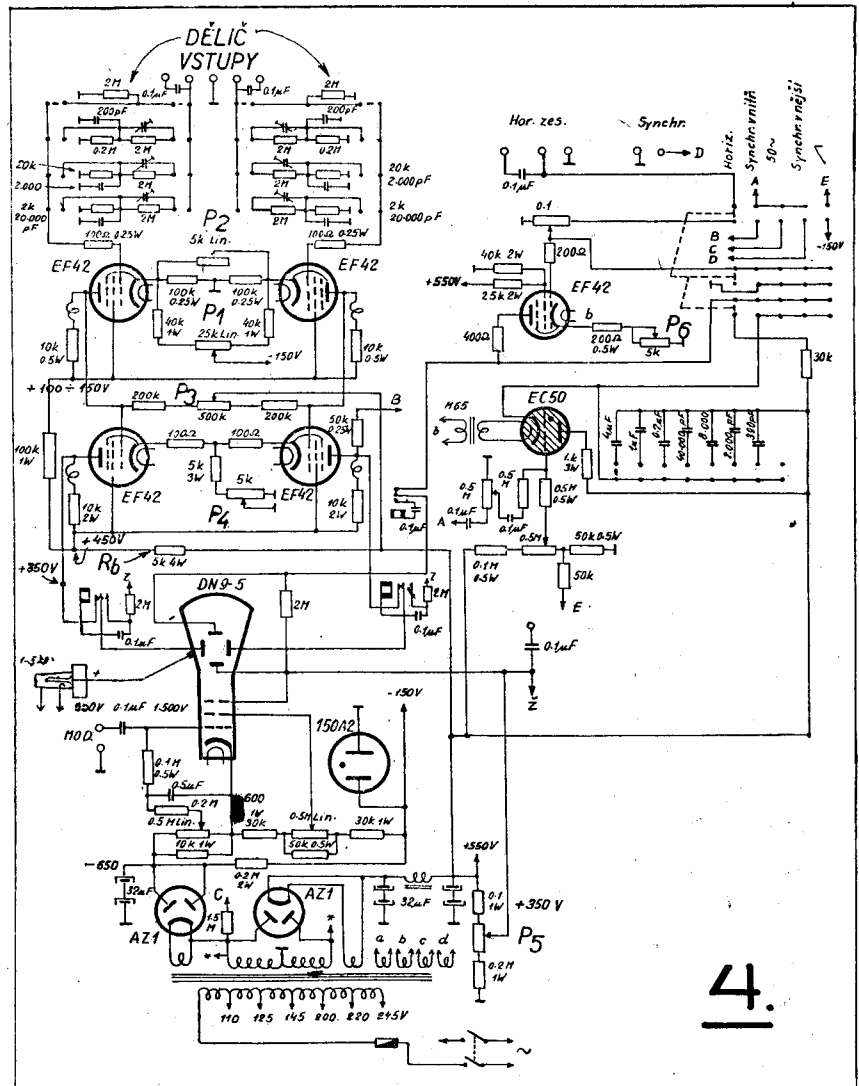 DĚLIČ
VSTUPY
2M
0.1µF
0.1µF
2M
200pF
200pF
0.2M
2M
2M
0.2M
20k
2.000
2M
2M
20k
2.000pF
2k
20.000
pF
2M
2M
2k
20.000pF
P2
5k Lin.
100Ω 0.25W
100Ω 0.25W
EF42
EF42
100k
0.25W
100k
0.25W
P1
25k Lin.
40k
1W
40k
1W
-150V
10k
0.5W
10k
0.5W
+100÷150V
P3
200k
500k
200k
B
50k
0.25W
100k
1W
100Ω
100Ω
5k
3W
5k
P4
EF42
EF42
10k
2W
10k
2W
0.1µF
+450V
Rb
5k 4W
+350V
Z
2M
0.1µF
DN9-5
2M
Z
2M
0.1µF
+
0.1µF 1.500V
MOD.
0.1M
0.5W
0.5µF
0.2M
0.5M Lin.
10k 1W
600
1W
30k
0.5M Lin.
50k 0.5W
30k 1W
150A2
-150V
-650
32µF
0.2M
2W
AZ1
C
1.5
M
AZ1
*
*
32µF
a
b
c
d
+550V
0.1
1W
+350V
P5
0.2M
1W
110
125
145
200
220
245V
~
Hor. zes.
Synchr.
D
0.1µF
Horiz.
Synchr. vnitř
50~
Synchr. vnější
A
E
0.1
B
C
D
-150V
200Ω
40k 2W
+550V
25k 2W
EF42
b
400Ω
200Ω
0.5W
P6
5k
30k
EC50
M65
b
4µF
1µF
0.2µF
40.000pF
8.000
2.000pF
350pF
1k
3W
0.5
M
0.5
M
0.5M
0.5W
0.1µF
A
0.1µF
0.1M
0.5W
0.5M
50k 0.5W
50k
E
0.1µF
Z
4.